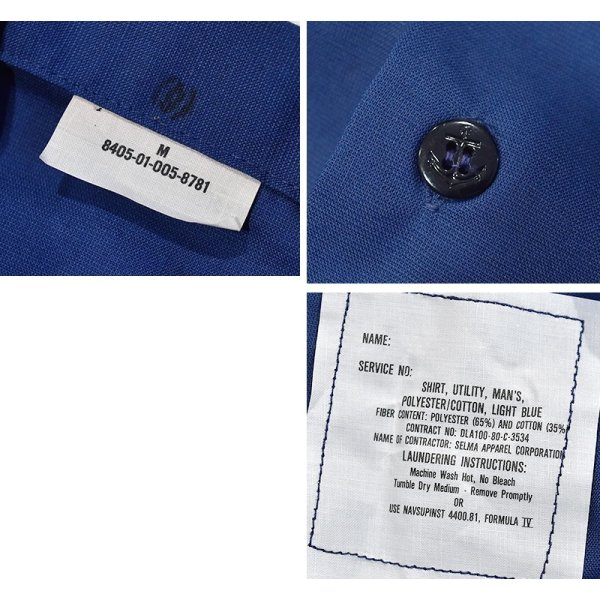 M
8405-01-005-8781
NAME:
SERVICE NO:
SHIRT, UTILITY, MAN'S,
POLYESTER/COTTON, LIGHT BLUE
FIBER CONTENT: POLYESTER (65%) AND COTTON (35%
CONTRACT NO: DLA100-80-C-3534
NAME OF CONTRACTOR: SELMA APPAREL CORPORATION
LAUNDERING INSTRUCTIONS:
Machine Wash Hot, No Bleach
Tumble Dry Medium - Remove Promptly
OR
USE NAVSUPINST 4400.81, FORMULA IV